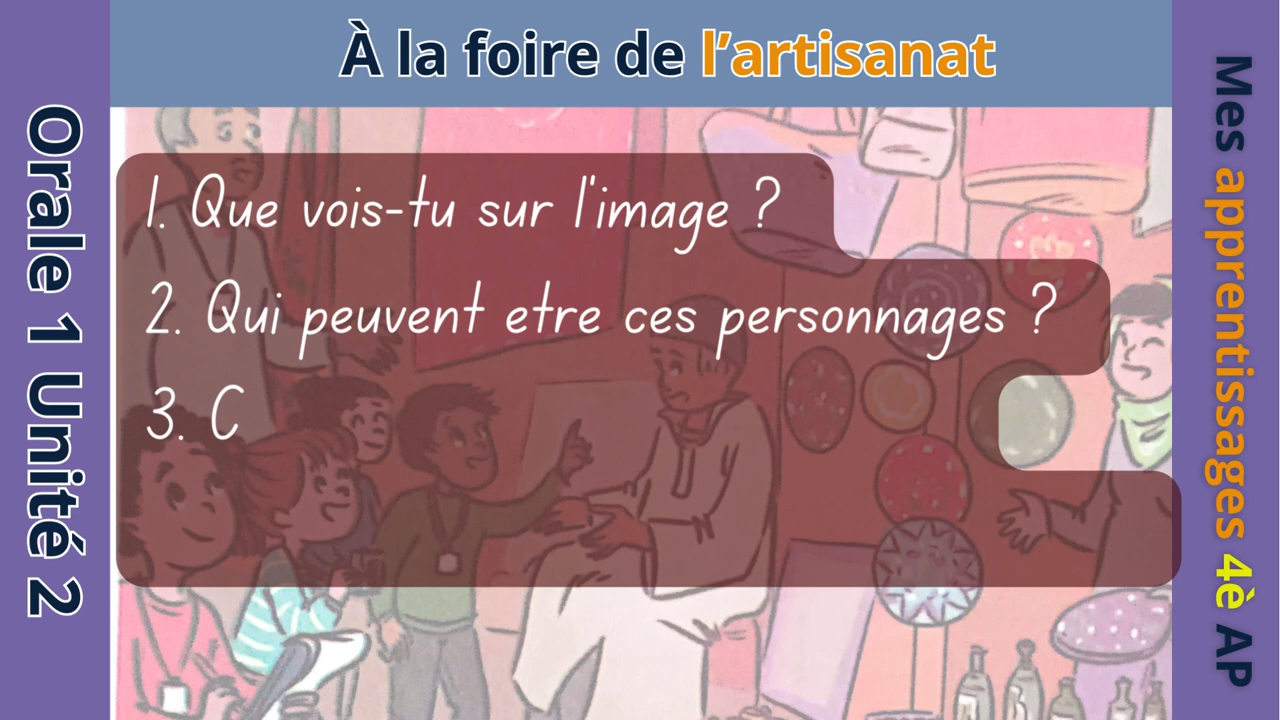 À la foire de l’artisanat
Orale 1 Unité 2
1. Que vois-tu sur l'image ?
2. Qui peuvent etre ces personnages ?
3. C
Mes apprentissages 4è AP